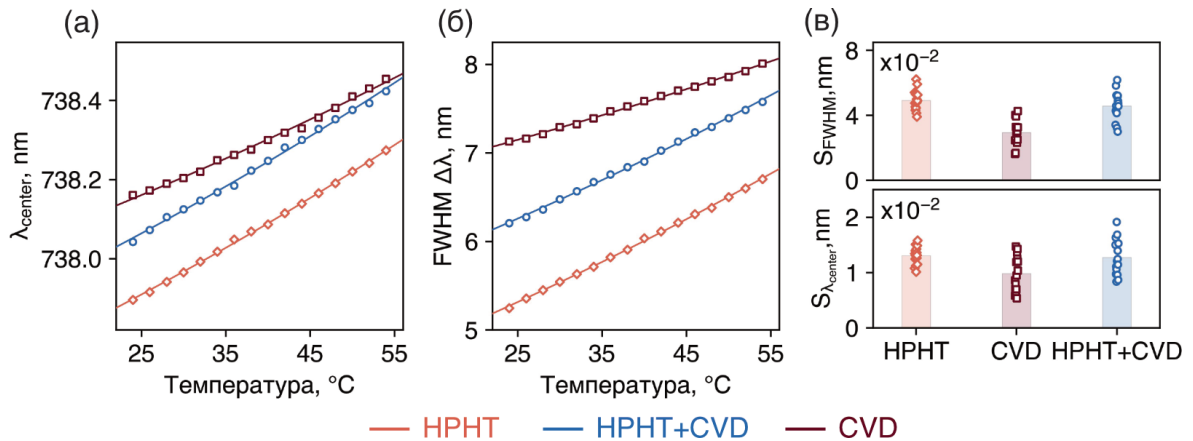 (а)
738.4
738.2
738.0
λcenter, nm
25
35
45
55
Температура, °C
(б)
8
7
6
5
FWHM Δλ, nm
25
35
45
55
Температура, °C
(в)
8
4
0
SFWHM,nm
x10⁻²
2
1
0
Sλcenter,nm
x10⁻²
HPHT
CVD
HPHT+CVD
HPHT
HPHT+CVD
CVD